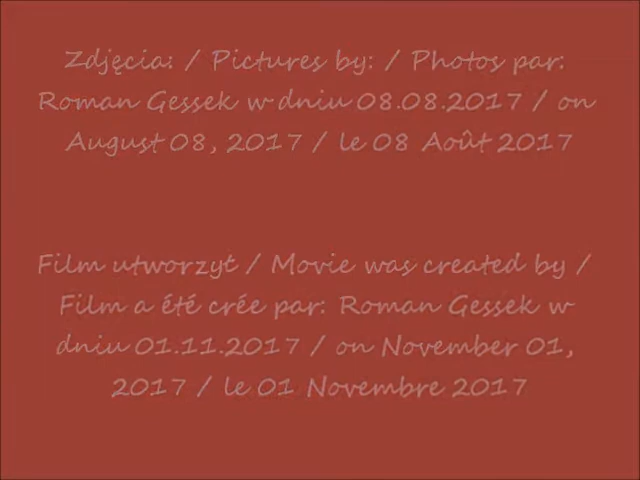 Zdjęcia: / Pictures by: / Photos par:
Roman Gessek w dniu 08.08.2017 / on
August 08, 2017 / le 08 Août 2017
Film utworzył / Movie was created by /
Film a été crée par: Roman Gessek w
dniu 01.11.2017 / on November 01,
2017 / le 01 Novembre 2017